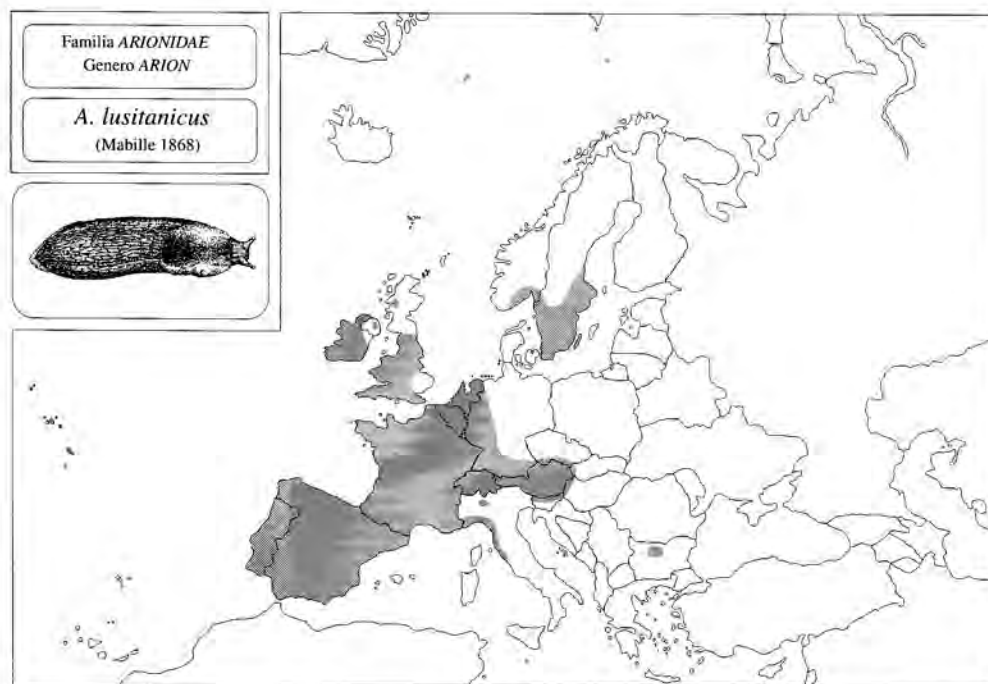 Familia ARIONIDAE
Genero ARION
A. lusitanicus
(Mabille 1868)